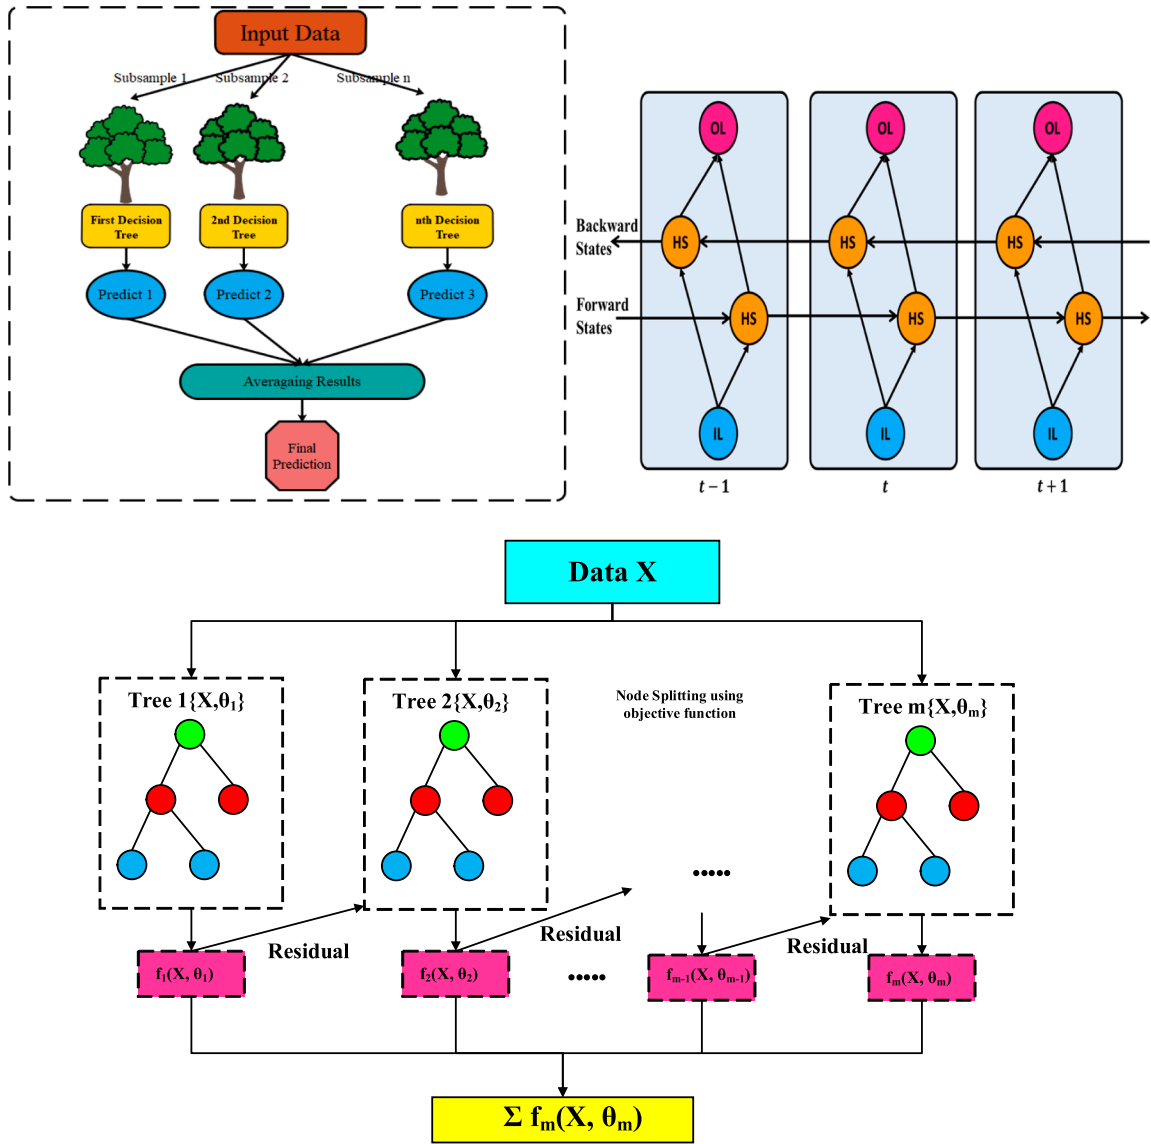 Input Data
Subsample 1
Subsample 2
Subsample n
First Decision
Tree
2nd Decision
Tree
nth Decision
Tree
Predict 1
Predict 2
Predict 3
Averagaing Results
Final
Prediction
OL
OL
OL
Backward
States
HS
HS
HS
Forward
States
HS
HS
HS
IL
IL
IL
t − 1
t
t + 1
Data X
Tree 1{X,θ₁}
Tree 2{X,θ₂}
Node Splitting using
objective function
Tree m{X,θₘ}
.....
Residual
Residual
Residual
f₁(X, θ₁)
f₂(X, θ₂)
.....
fₘ₋₁(X, θₘ₋₁)
fₘ(X, θₘ)
Σ fₘ(X, θₘ)